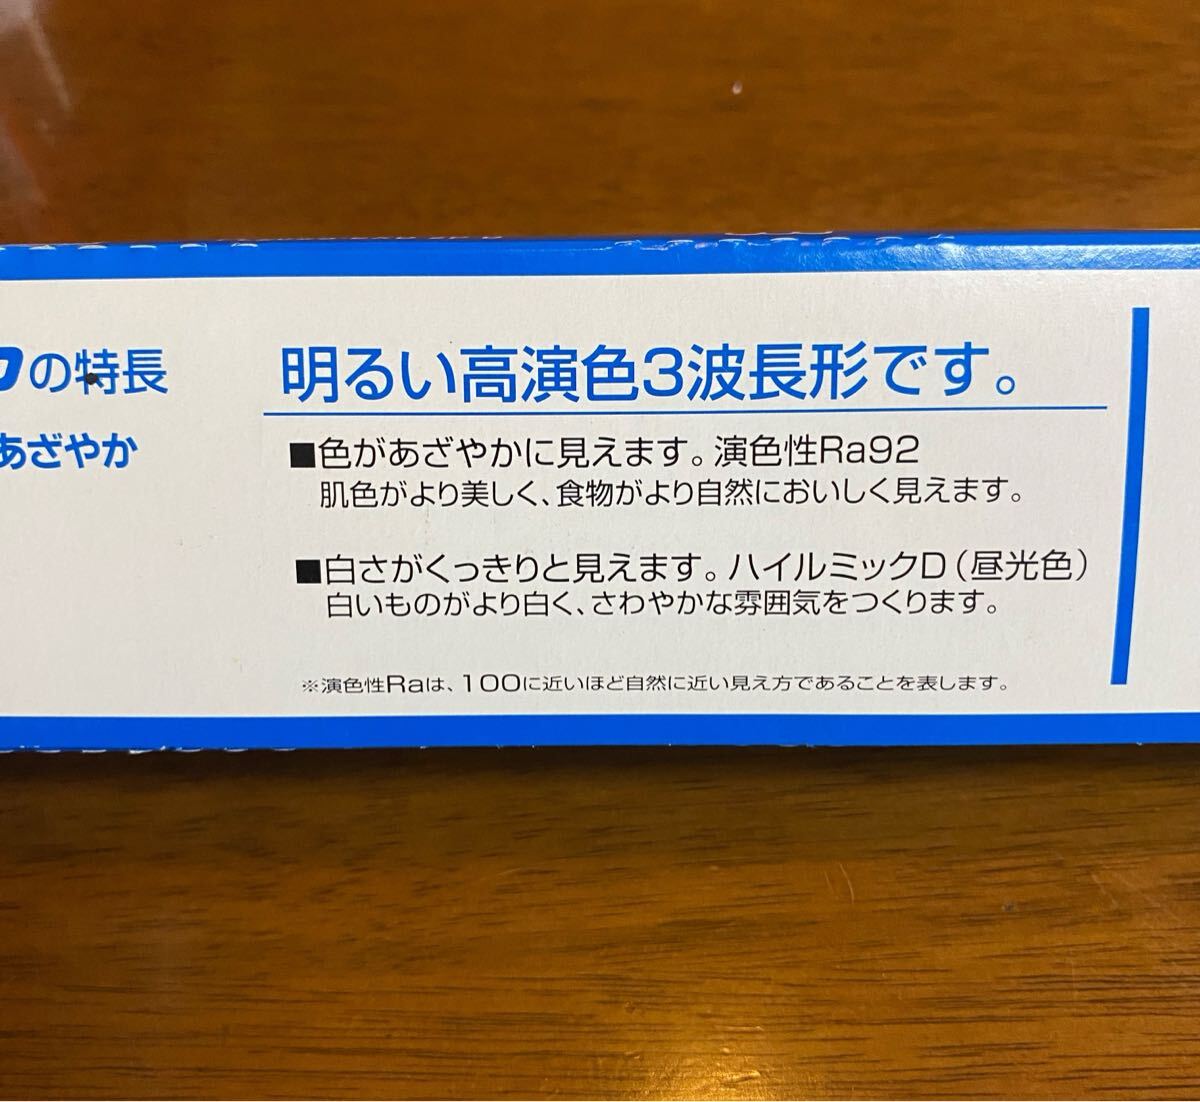 の特長
あざやか
明るい高演色3波長形です。
■色があざやかに見えます。演色性Ra92
肌色がより美しく、食物がより自然においしく見えます。
■白さがくっきりと見えます。ハイルミックD（昼光色）
白いものがより白く、さわやかな雰囲気をつくります。
※演色性Raは、100に近いほど自然に近い見え方であることを表します。